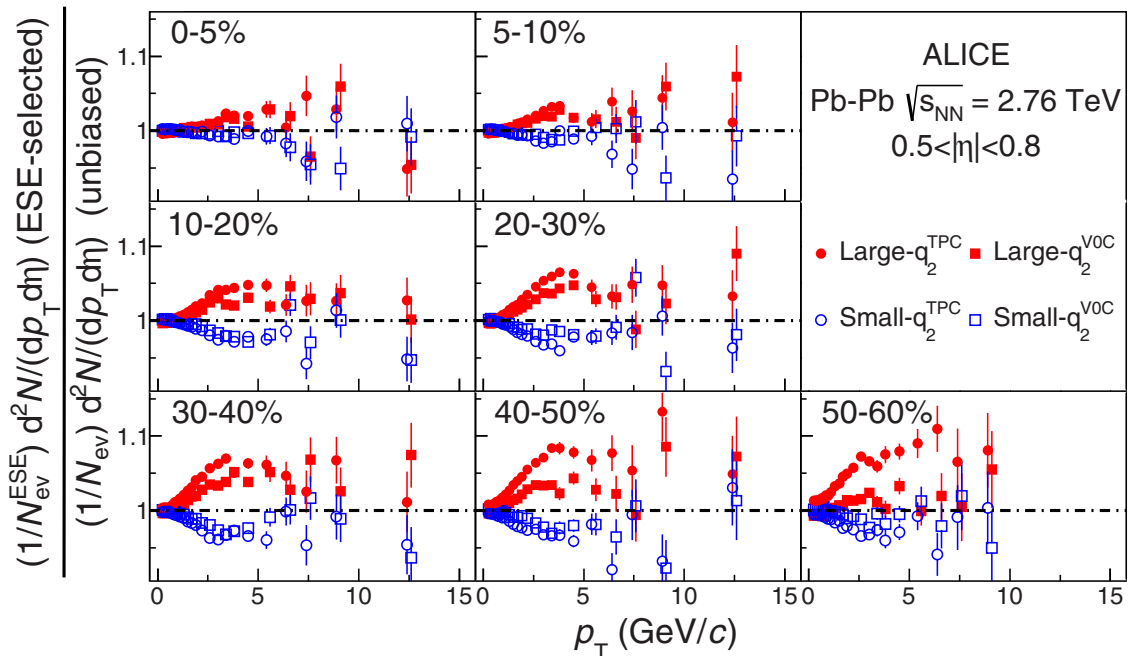 (1/N_ev^ESE) d²N/(dp_T dη) (ESE-selected)
(1/N_ev) d²N/(dp_T dη) (unbiased)
0-5%
5-10%
ALICE
Pb-Pb √s_NN = 2.76 TeV
0.5<|η|<0.8
1.1
1
10-20%
20-30%
1.1
1
Large-q_2^TPC
Large-q_2^V0C
Small-q_2^TPC
Small-q_2^V0C
30-40%
40-50%
50-60%
1.1
1
0 5 10 15 0 5 10 15 0 5 10 15
p_T (GeV/c)